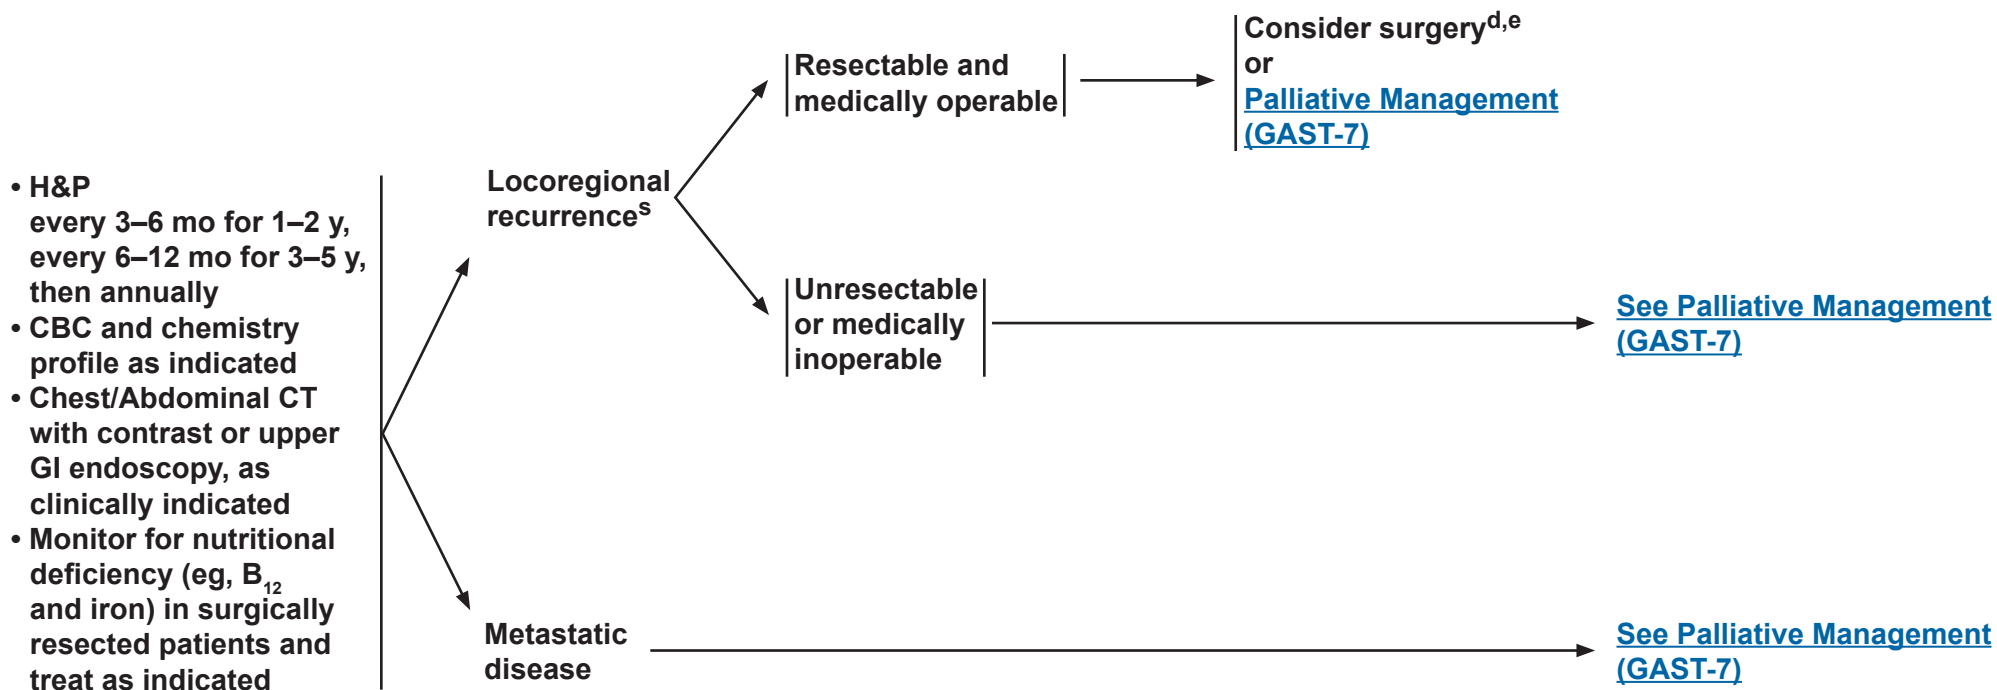 • H&P
every 3–6 mo for 1–2 y,
every 6–12 mo for 3–5 y,
then annually
• CBC and chemistry
profile as indicated
• Chest/Abdominal CT
with contrast or upper
GI endoscopy, as
clinically indicated
• Monitor for nutritional
deficiency (eg, B12
and iron) in surgically
resected patients and
treat as indicated
Locoregional
recurrences
Resectable and
medically operable
Consider surgeryd,e
or
Palliative Management
(GAST-7)
Unresectable
or medically
inoperable
See Palliative Management
(GAST-7)
Metastatic
disease
See Palliative Management
(GAST-7)